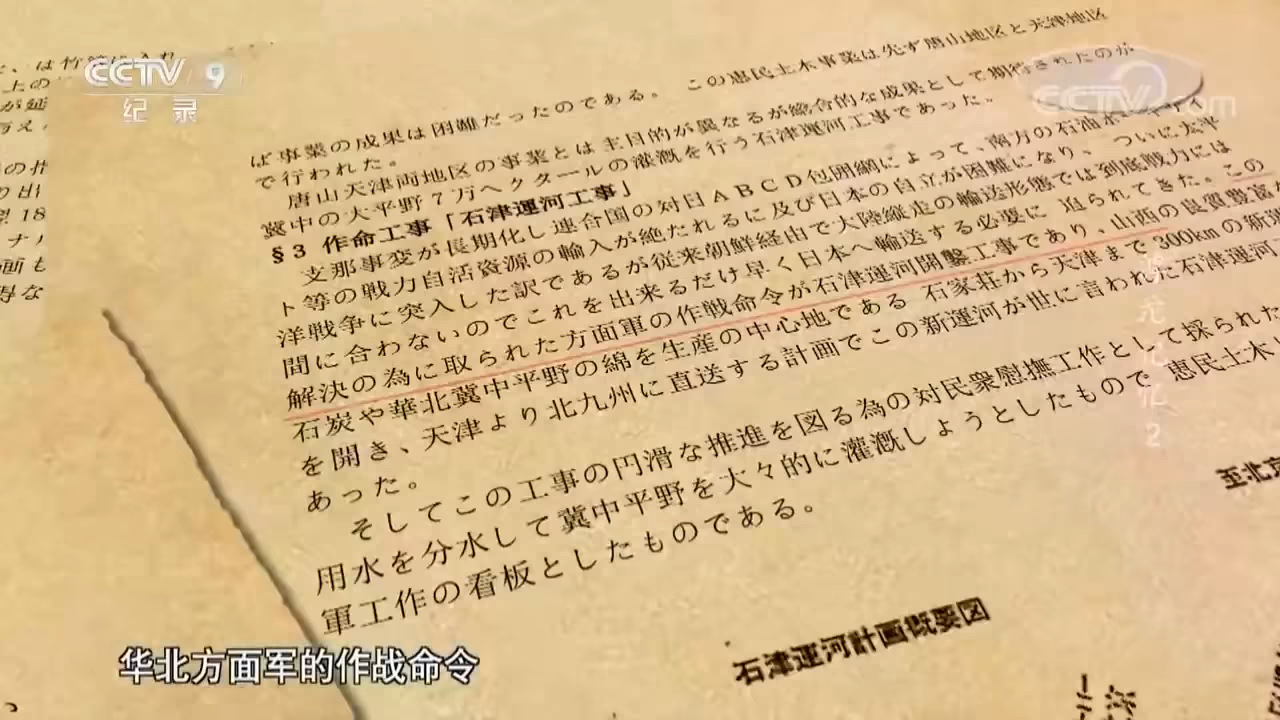 CCTV 9
纪录
は竹
上の
が延
18
ナル
画も
得な
この恵民土木事業は先ず唐山地区と天津地区
ば事業の成果は困難だったのである。
で行われた。
唐山天津両地区の事業とは主目的が異なるが総合的な成果として期待されたのが
冀中の大平野7万ヘクタールの灌漑を行う石津運河工事であった。
§3 作命工事「石津運河工事」
支那事変が長期化し連合国の対日ABCD包囲網によって、南方の石油
ト等の戦力自活資源の輸入が絶たれるに及び日本の自立が困難になり、ついに太平
洋戦争に突入した訳であるが従来朝鮮経由で大陸縦走の輸送形態では到底戦力には
間に合わないのでこれを出来るだけ早く日本へ輸送する必要に迫られてきた。この
解決の為に取られた方面軍の作戦命令が石津運河開鑿工事であり、山西の良質豊富な
石炭や華北冀中平野の綿を生産の中心地である石家荘から天津まで300kmの新運
を開き、天津より北九州に直送する計画でこの新運河が世に言われた石津運河
あった。
そしてこの工事の円滑な推進を図る為の対民衆慰撫工作として採られた
用水を分水して冀中平野を大々的に灌漑しようとしたもので 恵民土木
軍工作の看板としたものである。
至北京
石津運河計画概要図
华北方面军的作战命令
CCTV
com
2